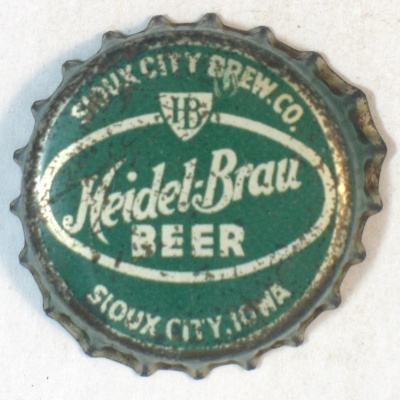 SIOUX CITY BREW. CO.
HB
Heidel-Brau
BEER
SIOUX CITY, IOWA